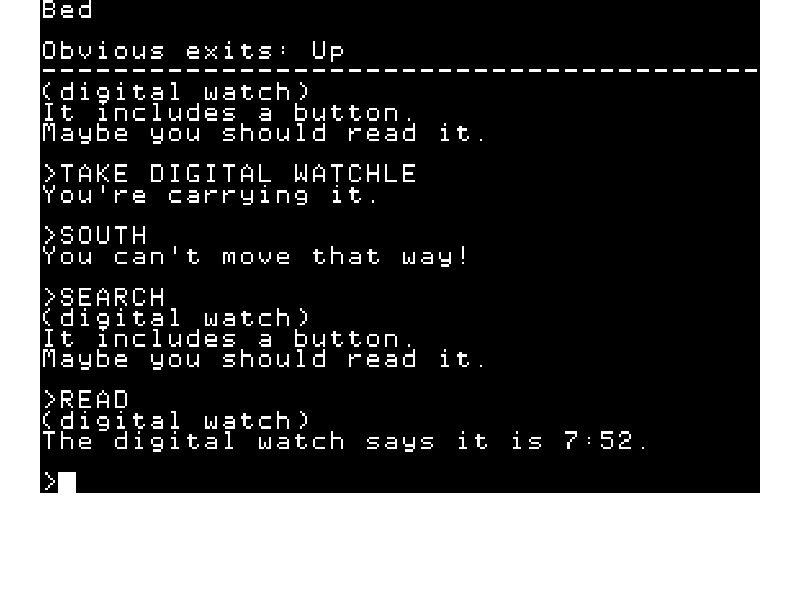 Bed
Obvious exits: Up
----------------------------------------
(digital watch)
It includes a button.
Maybe you should read it.
>TAKE DIGITAL WATCHLE
You're carrying it.
>SOUTH
You can't move that way!
>SEARCH
(digital watch)
It includes a button.
Maybe you should read it.
>READ
(digital watch)
The digital watch says it is 7:52.
>